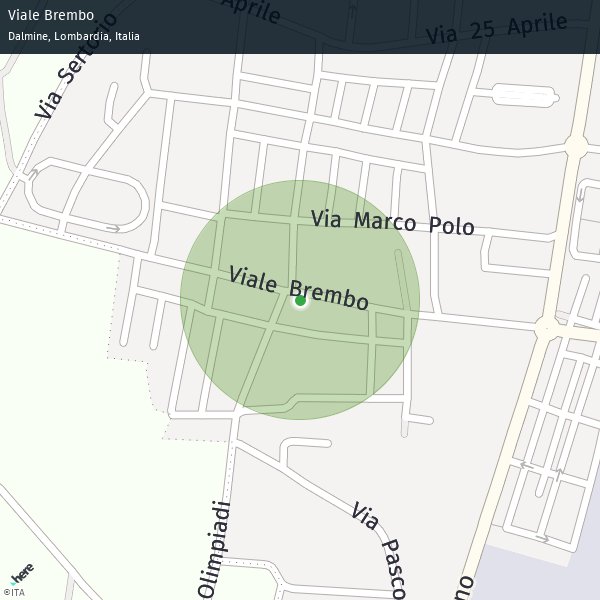 Viale Brembo
Dalmine, Lombardia, Italia
Aprile
Via 25 Aprile
Via Sertorio
Via Marco Polo
Viale Brembo
Via Pasco
Olimpiadi
no
here
©ITA